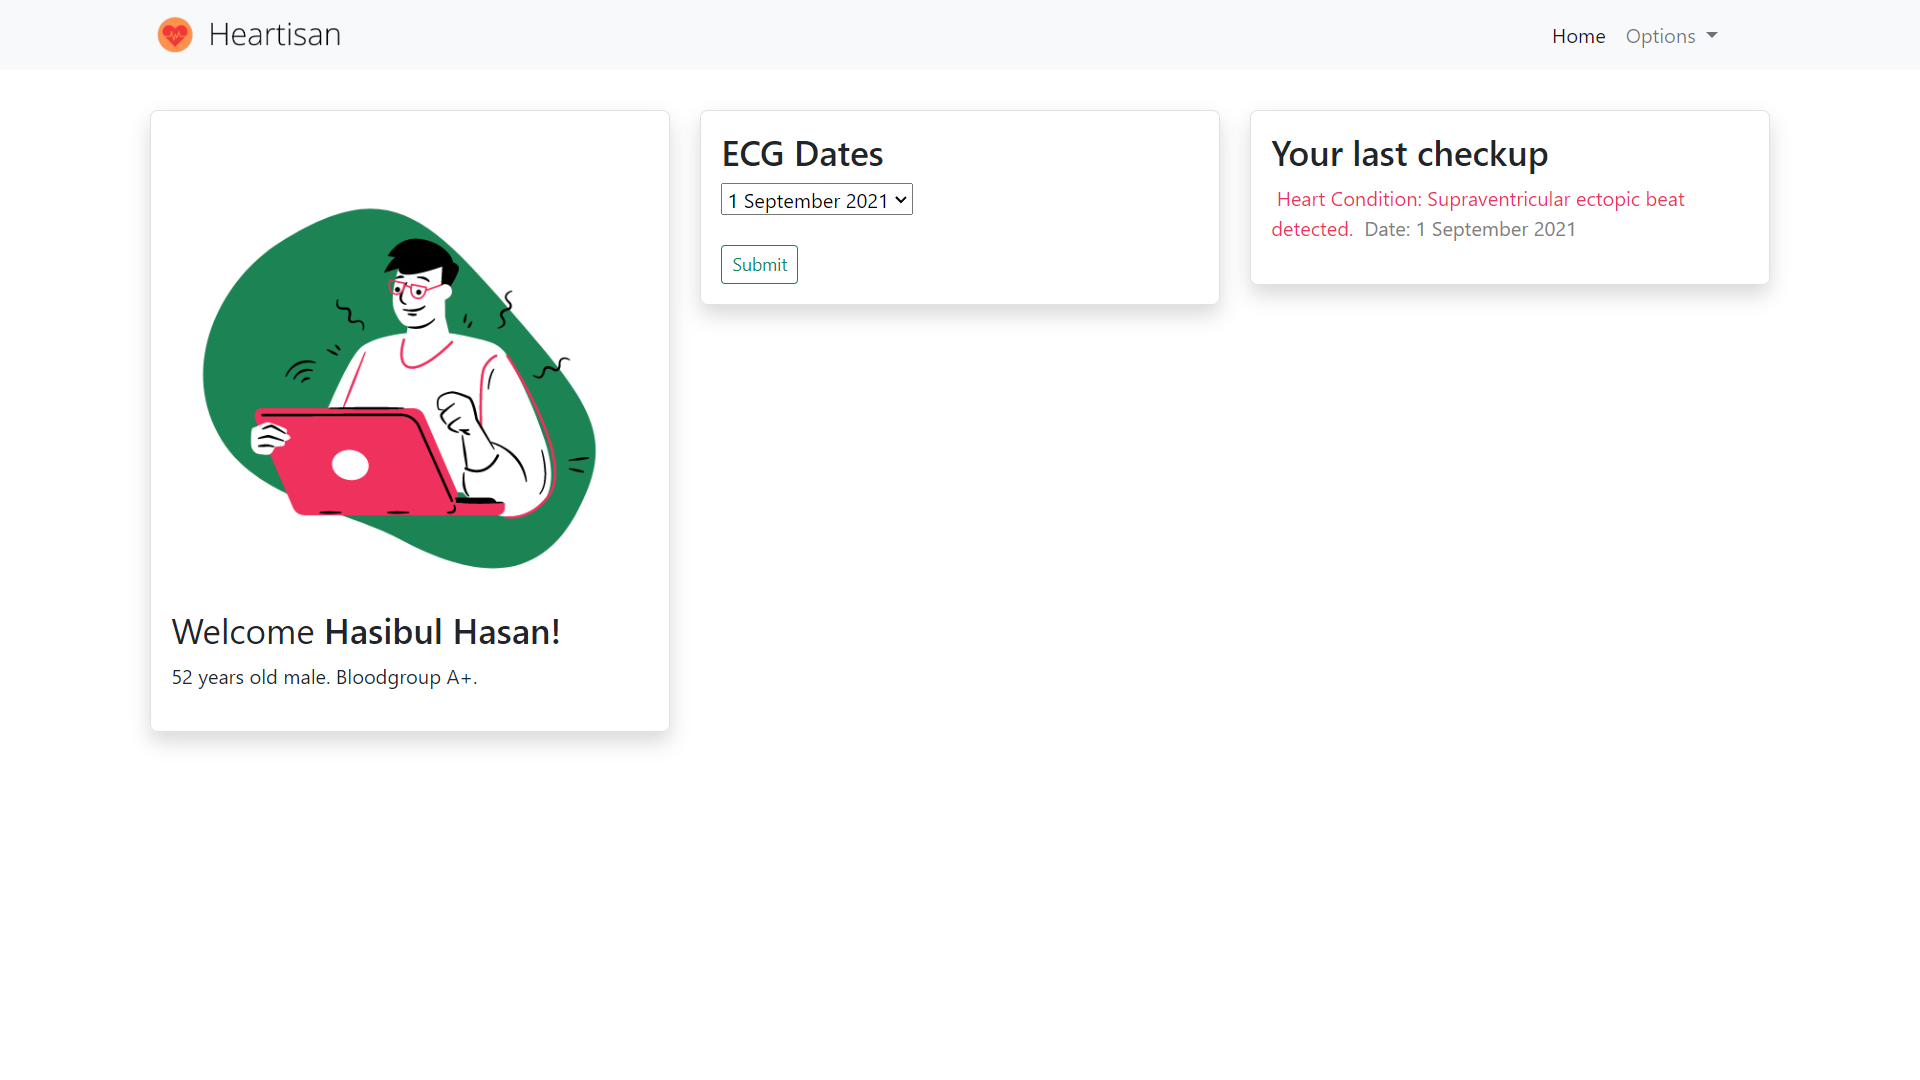 Heartisan
Home
Options
ECG Dates
1 September 2021
Submit
Your last checkup
Heart Condition: Supraventricular ectopic beat
detected. Date: 1 September 2021
Welcome Hasibul Hasan!
52 years old male. Bloodgroup A+.